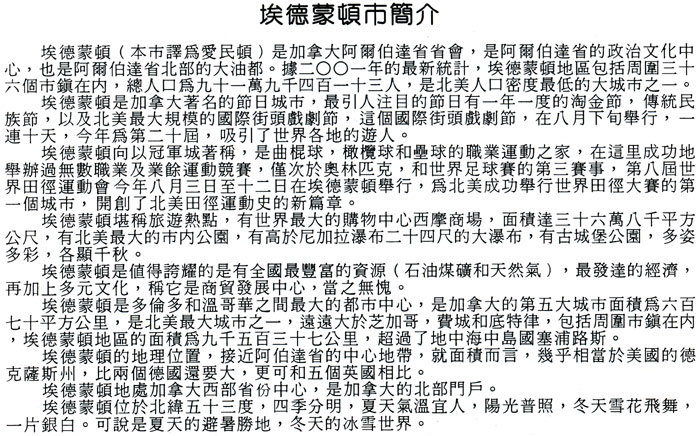 埃德蒙頓市簡介
埃德蒙頓（本市譯爲愛民頓）是加拿大阿爾伯達省省會，是阿爾伯達省的政治文化中
心，也是阿爾伯達省北部的大油都。據二〇〇一年的最新統計，埃德蒙頓地區包括周圍三十
六個市鎮在内，總人口爲九十一萬九千四百一十三人，是北美人口密度最低的大城市之一。
埃德蒙頓是加拿大著名的節日城市，最引人注目的節日有一年一度的淘金節，傳統民
族節，以及北美最大規模的國際街頭戲劇節，這個國際街頭戲劇節，在八月下旬舉行，一
連十天，今年爲第二十屆，吸引了世界各地的遊人。
埃德蒙頓向以冠軍城著稱，是曲棍球，橄欖球和壘球的職業運動之家，在這里成功地
舉辦過無數職業及業餘運動競賽，僅次於奥林匹克，和世界足球賽的第三賽事，第八屆世
界田徑運動會今年八月三日至十二日在埃德蒙頓舉行，爲北美成功舉行世界田徑大賽的第
一個城市，開創了北美田徑運動史的新篇章。
埃德蒙頓堪稱旅遊熱點，有世界最大的購物中心西摩商場，面積達三十六萬八千平方
公尺，有北美最大的市内公園，有高於尼加拉瀑布二十四尺的大瀑布，有古城堡公園，多姿
多彩，各顯千秋。
埃德蒙頓是值得誇耀的是有全國最豐富的資源（石油煤礦和天然氣），最發達的經濟，
再加上多元文化，稱它是商貿發展中心，當之無愧。
埃德蒙頓是多倫多和溫哥華之間最大的都市中心，是加拿大的第五大城市面積爲六百
七十平方公里，是北美最大城市之一，遠遠大於芝加哥，費城和底特律，包括周圍市鎮在内
，埃德蒙頓地區的面積爲九千五百三十七公里，超過了地中海中島國塞浦路斯。
埃德蒙頓的地理位置，接近阿伯達省的中心地帶，就面積而言，幾乎相當於美國的德
克薩斯州，比兩個德國還要大，更可和五個英國相比。
埃德蒙頓地處加拿大西部省份中心，是加拿大的北部門戶。
埃德蒙頓位於北緯五十三度，四季分明，夏天氣溫宜人，陽光普照，冬天雪花飛舞，
一片銀白。可說是夏天的避暑勝地，冬天的冰雪世界。